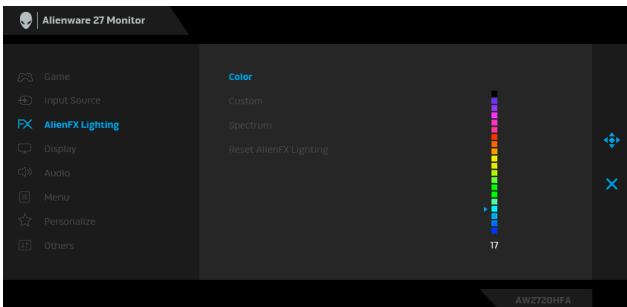 Alienware 27 Monitor
Game
Input Source
FX AlienFX Lighting
Display
Audio
Menu
Personalize
Others
Color
Custom
Spectrum
Reset AlienFX Lighting
17
AW2720HFA